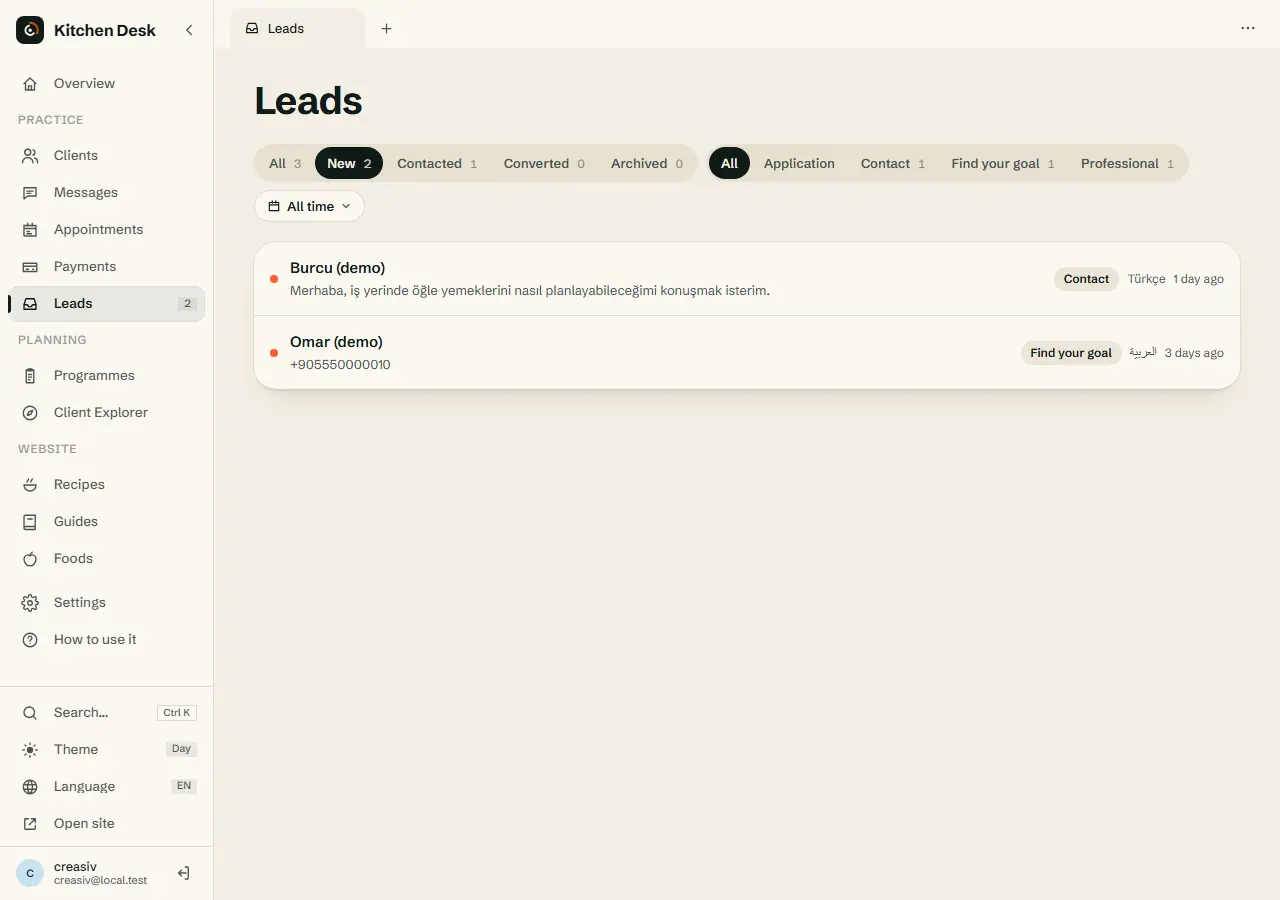 Kitchen Desk
Leads
Overview
PRACTICE
Clients
Messages
Appointments
Payments
Leads 2
PLANNING
Programmes
Client Explorer
WEBSITE
Recipes
Guides
Foods
Settings
How to use it
Search... Ctrl K
Theme Day
Language EN
Open site
C creasiv
creasiv@local.test
Leads
All 3 New 2 Contacted 1 Converted 0 Archived 0 All Application Contact 1 Find your goal 1 Professional 1
All time
Burcu (demo)
Merhaba, iş yerinde öğle yemeklerini nasıl planlayabileceğimi konuşmak isterim.
Contact Türkçe 1 day ago
Omar (demo)
+905550000010
Find your goal العربية 3 days ago